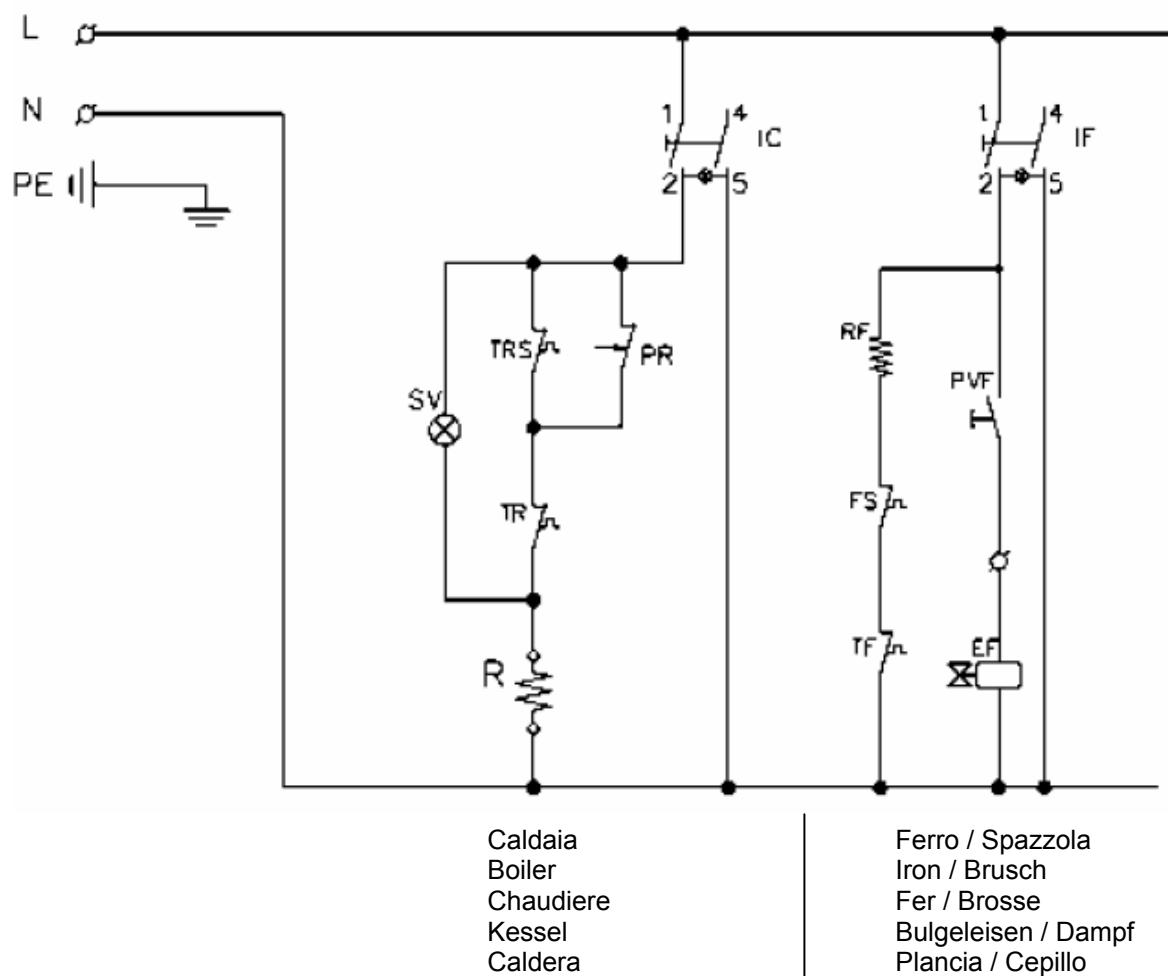 L
N
PE
1 4 IC
2 5
1 4 IF
2 5
TRS PR
SV
TR
R
RF
PVF
FS
TF EF
Caldaia
Boiler
Chaudiere
Kessel
Caldera
Ferro / Spazzola
Iron / Brusch
Fer / Brosse
Bulgeleisen / Dampf
Plancia / Cepillo